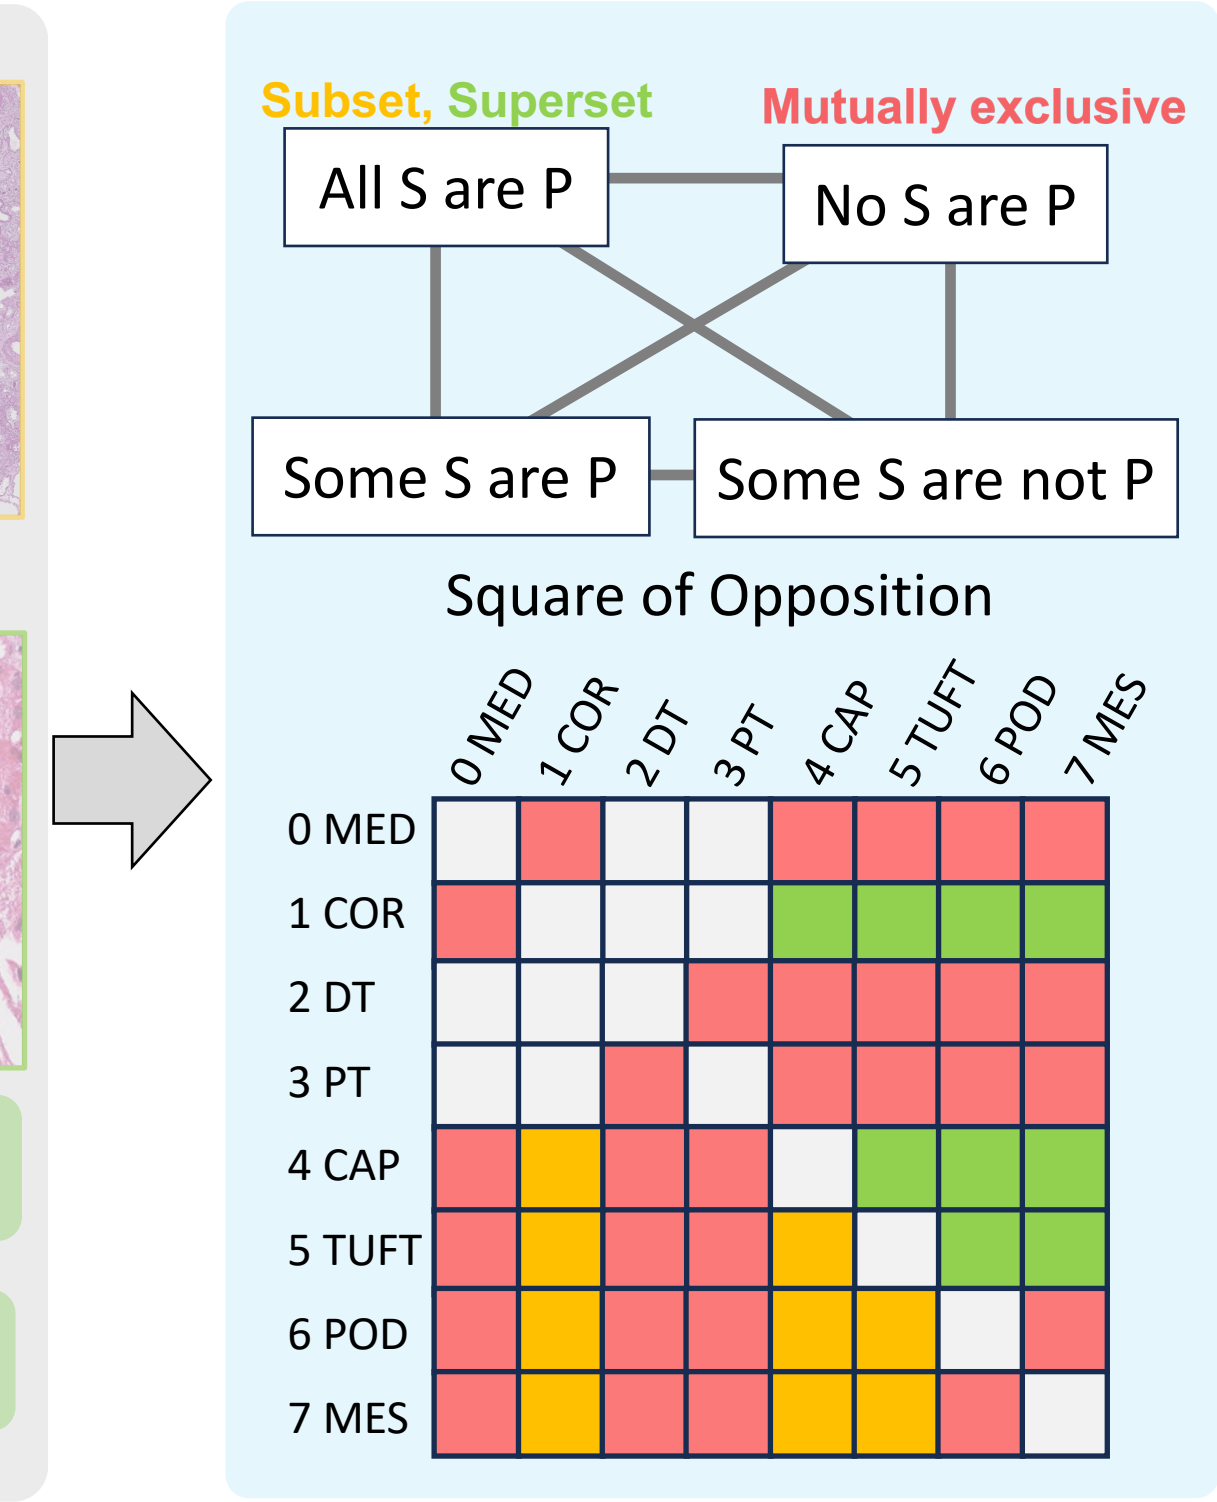 Subset, Superset
Mutually exclusive
All S are P
No S are P
Some S are P
Some S are not P
Square of Opposition
0 MED
1 COR
2 DT
3 PT
4 CAP
5 TUFT
6 POD
7 MES
0 MED
1 COR
2 DT
3 PT
4 CAP
5 TUFT
6 POD
7 MES